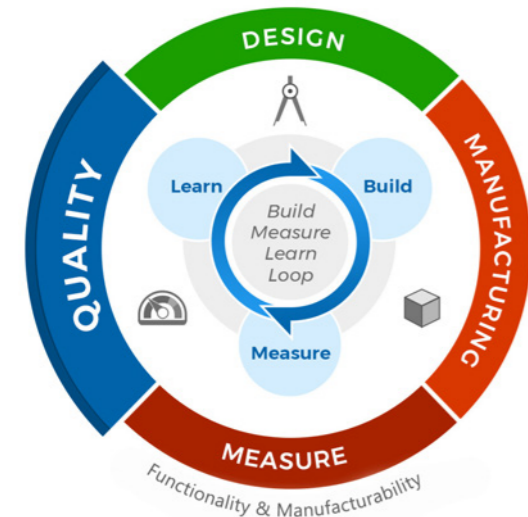 DESIGN
MANUFACTURING
QUALITY
Learn
Build
Build
Measure
Learn
Loop
Measure
MEASURE
Functionality & Manufacturability